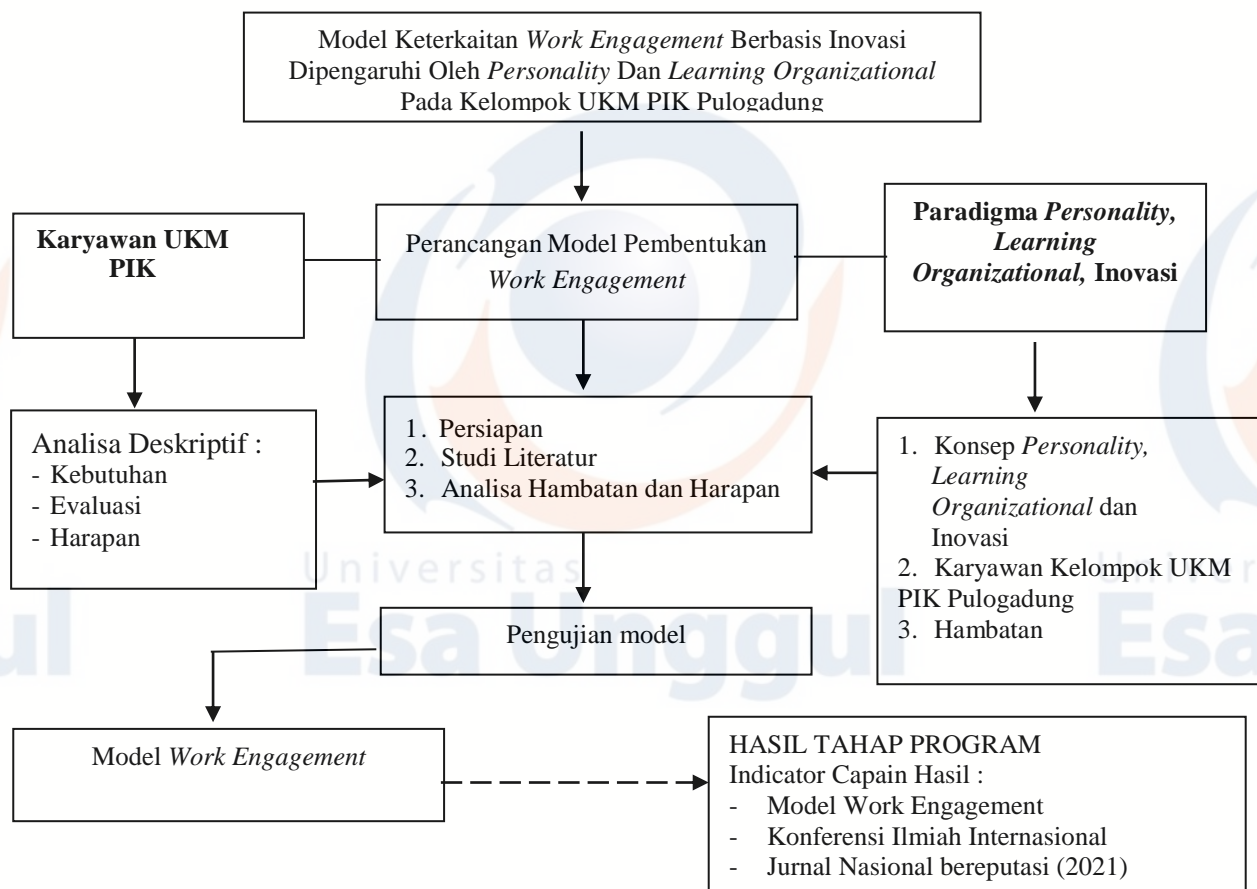 Model Keterkaitan Work Engagement Berbasis Inovasi
Dipengaruhi Oleh Personality Dan Learning Organizational
Pada Kelompok UKM PIK Pulogadung
Karyawan UKM
PIK
Perancangan Model Pembentukan
Work Engagement
Paradigma Personality,
Learning
Organizational, Inovasi
Analisa Deskriptif :
- Kebutuhan
- Evaluasi
- Harapan
1. Persiapan
2. Studi Literatur
3. Analisa Hambatan dan Harapan
1. Konsep Personality,
Learning
Organizational dan
Inovasi
2. Karyawan Kelompok UKM
PIK Pulogadung
3. Hambatan
Pengujian model
Model Work Engagement
HASIL TAHAP PROGRAM
Indicator Capain Hasil :
- Model Work Engagement
- Konferensi Ilmiah Internasional
- Jurnal Nasional bereputasi (2021)
Universitas
Esa Unggul
ul
Univer
Esa